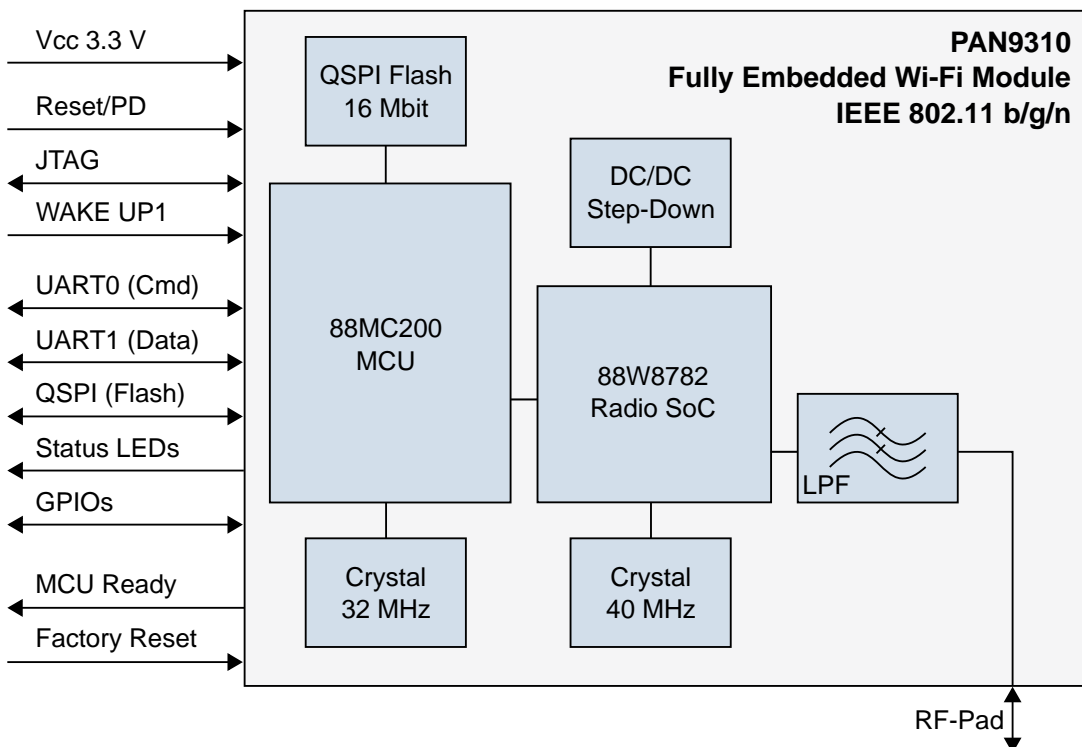 Vcc 3.3 V
Reset/PD
JTAG
WAKE UP1
UART0 (Cmd)
UART1 (Data)
QSPI (Flash)
Status LEDs
GPIOs
MCU Ready
Factory Reset
PAN9310
Fully Embedded Wi-Fi Module
IEEE 802.11 b/g/n
QSPI Flash
16 Mbit
DC/DC
Step-Down
88MC200
MCU
88W8782
Radio SoC
LPF
Crystal
32 MHz
Crystal
40 MHz
RF-Pad